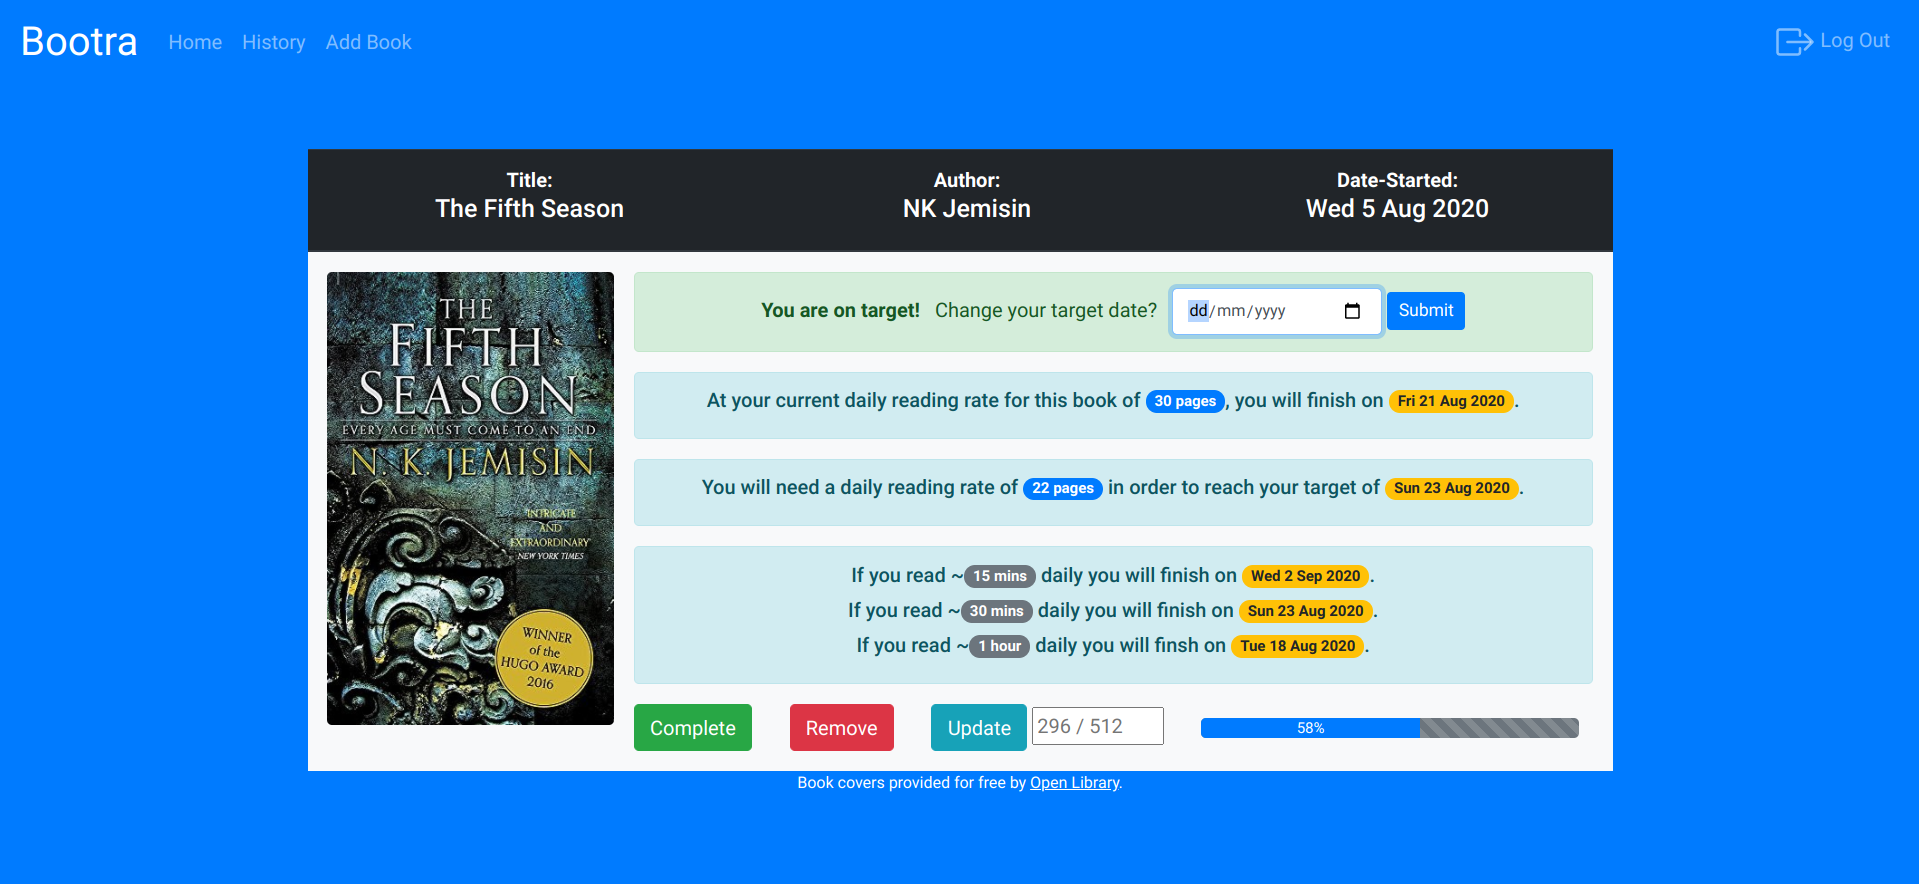 Bootra Home History Add Book Log Out
Title: Author: Date-Started:
The Fifth Season NK Jemisin Wed 5 Aug 2020
THE
FIFTH
SEASON
EVERY AGE MUST COME TO AN END
N. K. JEMISIN
'INTRICATE
AND
EXTRAORDINARY'
NEW YORK TIMES
WINNER
of the
HUGO AWARD
2016
You are on target! Change your target date? dd/mm/yyyy Submit
At your current daily reading rate for this book of 30 pages, you will finish on Fri 21 Aug 2020.
You will need a daily reading rate of 22 pages in order to reach your target of Sun 23 Aug 2020.
If you read ~15 mins daily you will finish on Wed 2 Sep 2020.
If you read ~30 mins daily you will finish on Sun 23 Aug 2020.
If you read ~1 hour daily you will finsh on Tue 18 Aug 2020.
Complete Remove Update 296 / 512 58%
Book covers provided for free by Open Library.